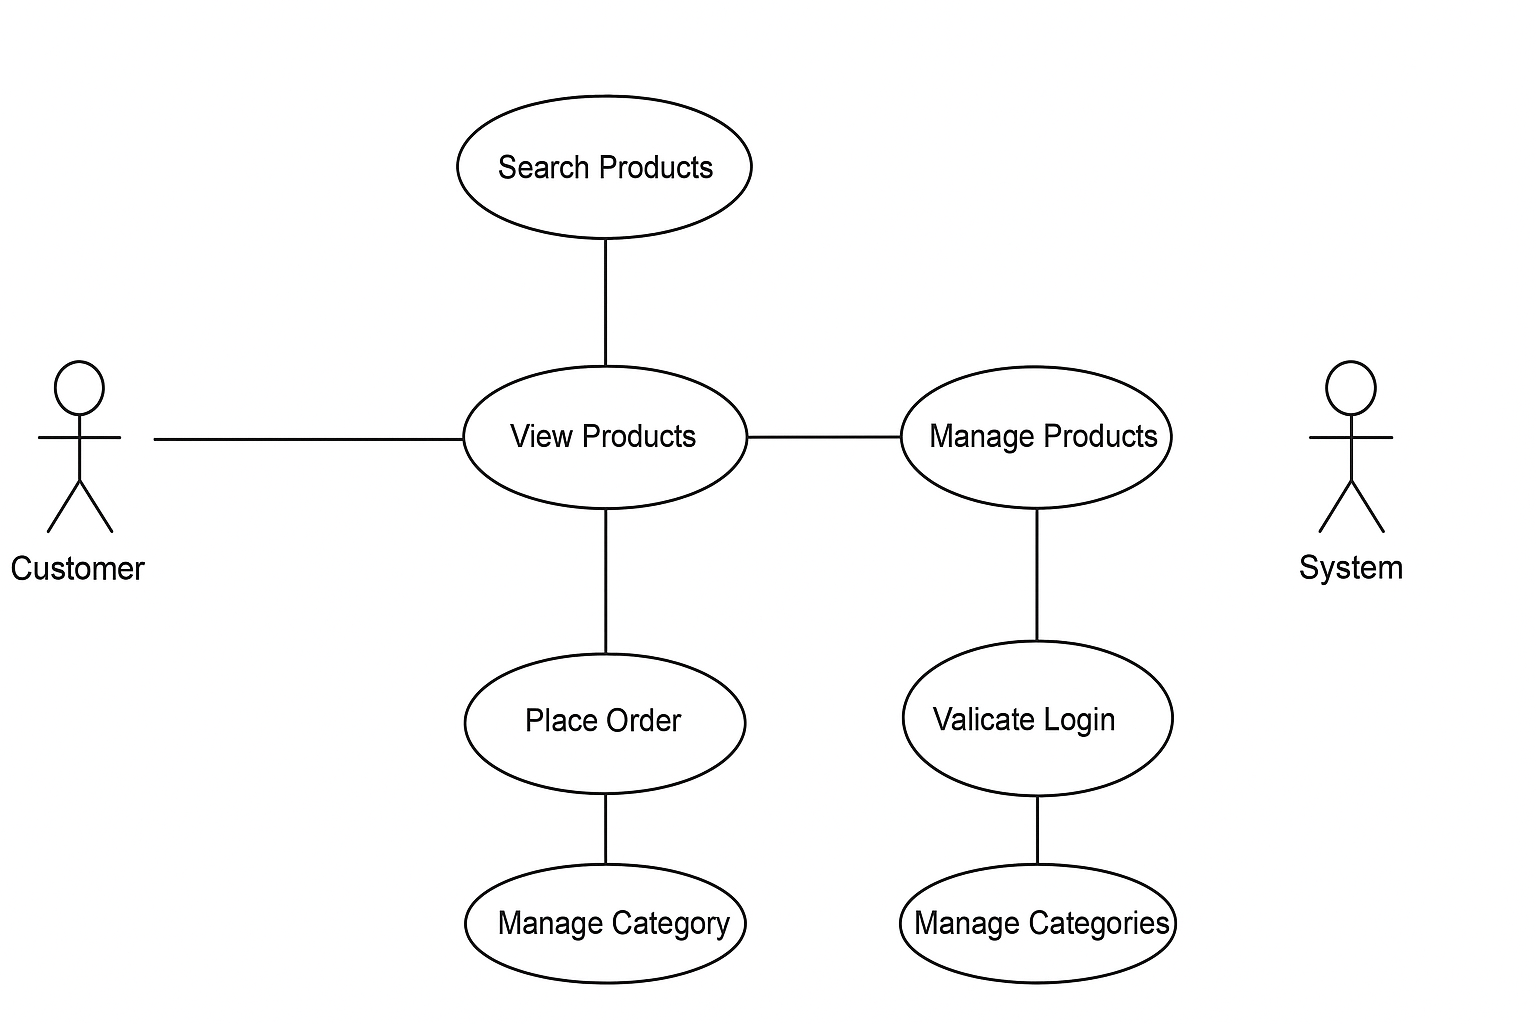 Search Products
View Products
Manage Products
Customer
System
Place Order
Valicate Login
Manage Category
Manage Categories